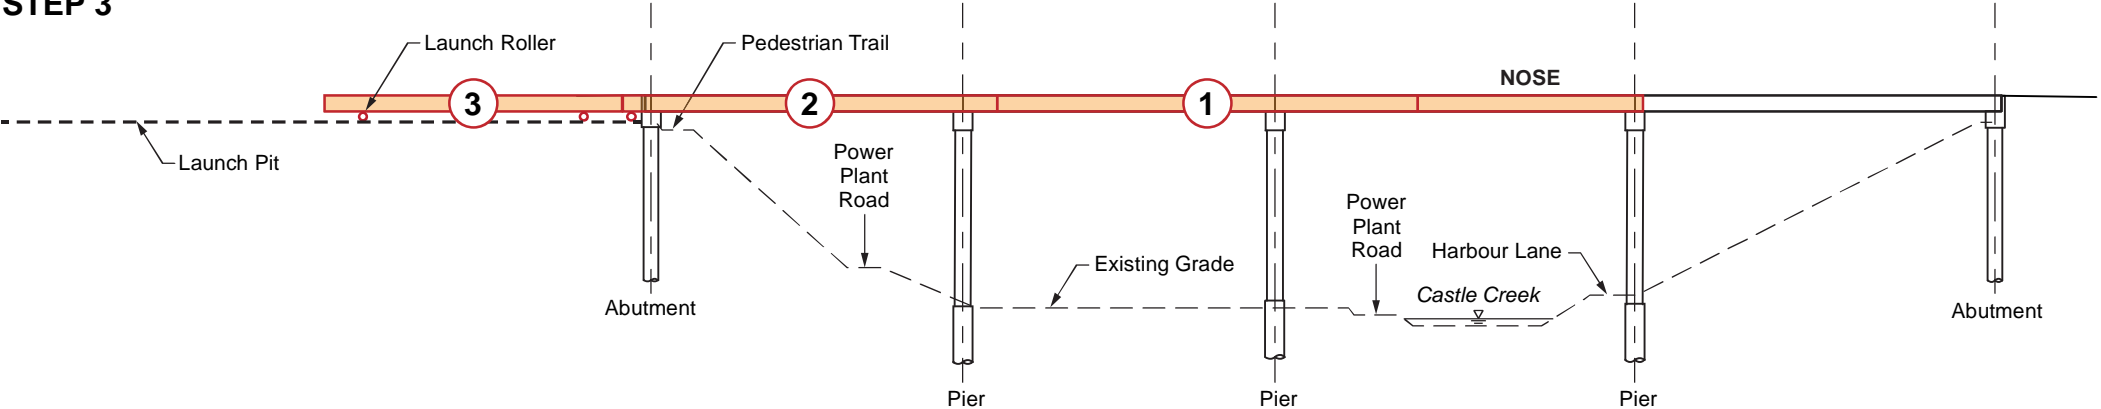 STEP 3
Launch Roller
Pedestrian Trail
NOSE
3
2
1
Launch Pit
Power
Plant
Road
Power
Plant
Road
Harbour Lane
Existing Grade
Castle Creek
Abutment
Abutment
Pier
Pier
Pier